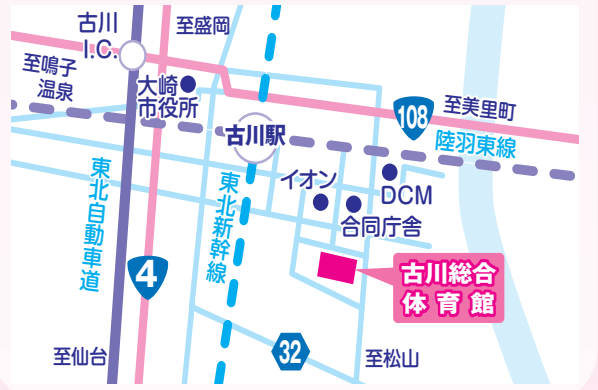 古川
I.C.
至盛岡
至鳴子
温泉
大崎
市役所
古川駅
108
至美里町
陸羽東線
イオン
DCM
合同庁舎
東北自動車道
東北新幹線
4
古川総合
体育館
32
至仙台
至松山